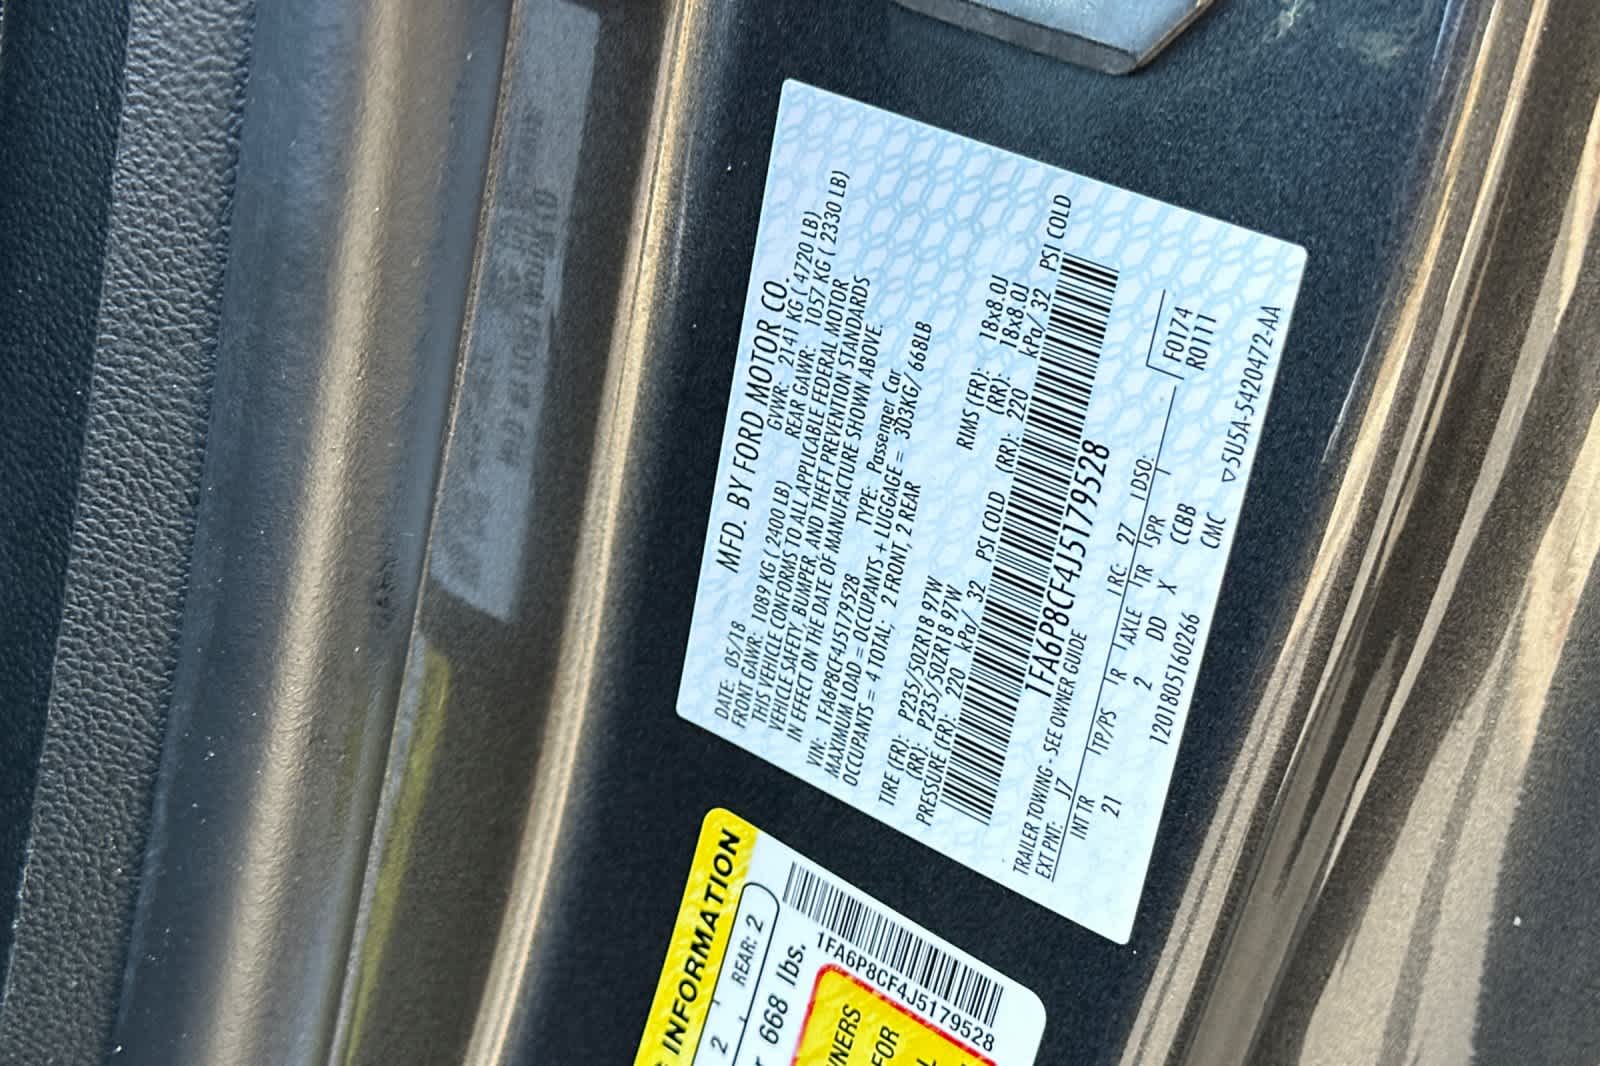 MFD. BY FORD MOTOR CO.
DATE: 05/18 GVWR: 2141 KG ( 4720 LB)
FRONT GAWR: 1089 KG ( 2400 LB) REAR GAWR: 1057 KG ( 2330 LB)
THIS VEHICLE CONFORMS TO ALL APPLICABLE FEDERAL MOTOR
VEHICLE SAFETY, BUMPER, AND THEFT PREVENTION STANDARDS
IN EFFECT ON THE DATE OF MANUFACTURE SHOWN ABOVE.
VIN: 1FA6P8CF4J5179528 TYPE: Passenger Car
MAXIMUM LOAD = OCCUPANTS + LUGGAGE = 303KG/ 668LB
OCCUPANTS = 4 TOTAL, 2 FRONT, 2 REAR
TIRE (FR): P235/50ZR18 97W RIMS (FR): 18x8.0J
(RR): P235/50ZR18 97W (RR): 18x8.0J
PRESSURE (FR): 220 kPa/ 32 PSI COLD (RR): 220 kPa/ 32 PSI COLD
1FA6P8CF4J5179528
TRAILER TOWING - SEE OWNER GUIDE
EXT PNT: J7 RC: 27 DSO: F0174
INT TR TP/PS R AXLE TR SPR R0111
21 2 DD X CCBB
120180516026​6 CMC ▽5U5A-5420472-AA
INFORMATION
2 REAR: 2
668 lbs.
1FA6P8CF4J5179528
FOR